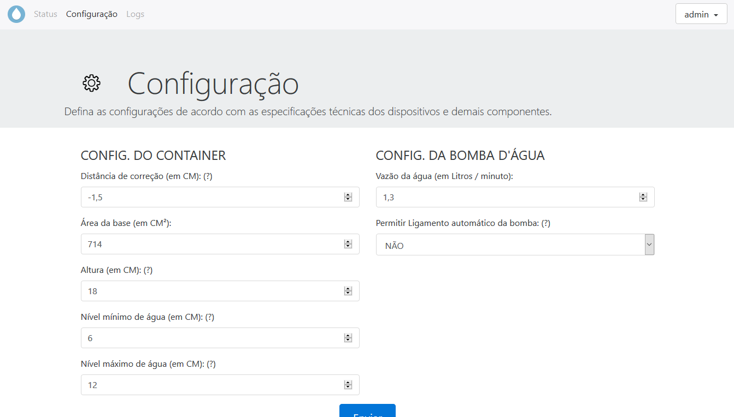 Status Configuração Logs admin
Configuração
Defina as configurações de acordo com as especificações técnicas dos dispositivos e demais componentes.
CONFIG. DO CONTAINER
Distância de correção (em CM): (?)
-1,5
Área da base (em CM²):
714
Altura (em CM): (?)
18
Nível mínimo de água (em CM): (?)
6
Nível máximo de água (em CM): (?)
12
CONFIG. DA BOMBA D'ÁGUA
Vazão da água (em Litros / minuto):
1,3
Permitir Ligamento automático da bomba: (?)
NÃO
Enviar